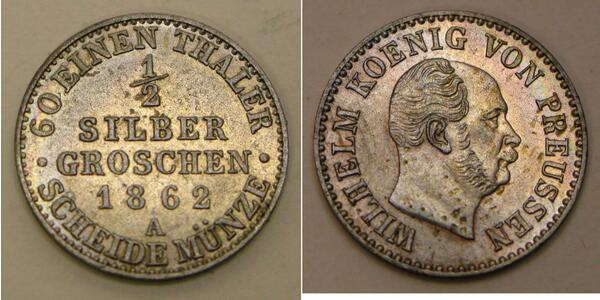 60 EINEN THALER
1/2
SILBER
· GROSCHEN ·
1862
A
SCHEIDE MÜNZE
WILHELM KOENIG VON PREUSSEN